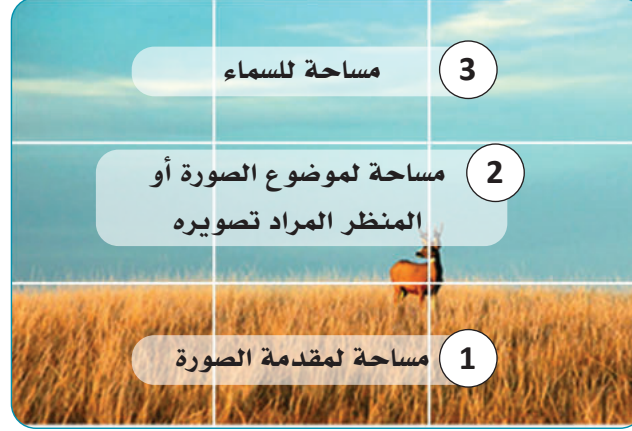 3 مساحة للسماء
2 مساحة لموضوع الصورة أو
المنظر المراد تصويره
1 مساحة لمقدمة الصورة